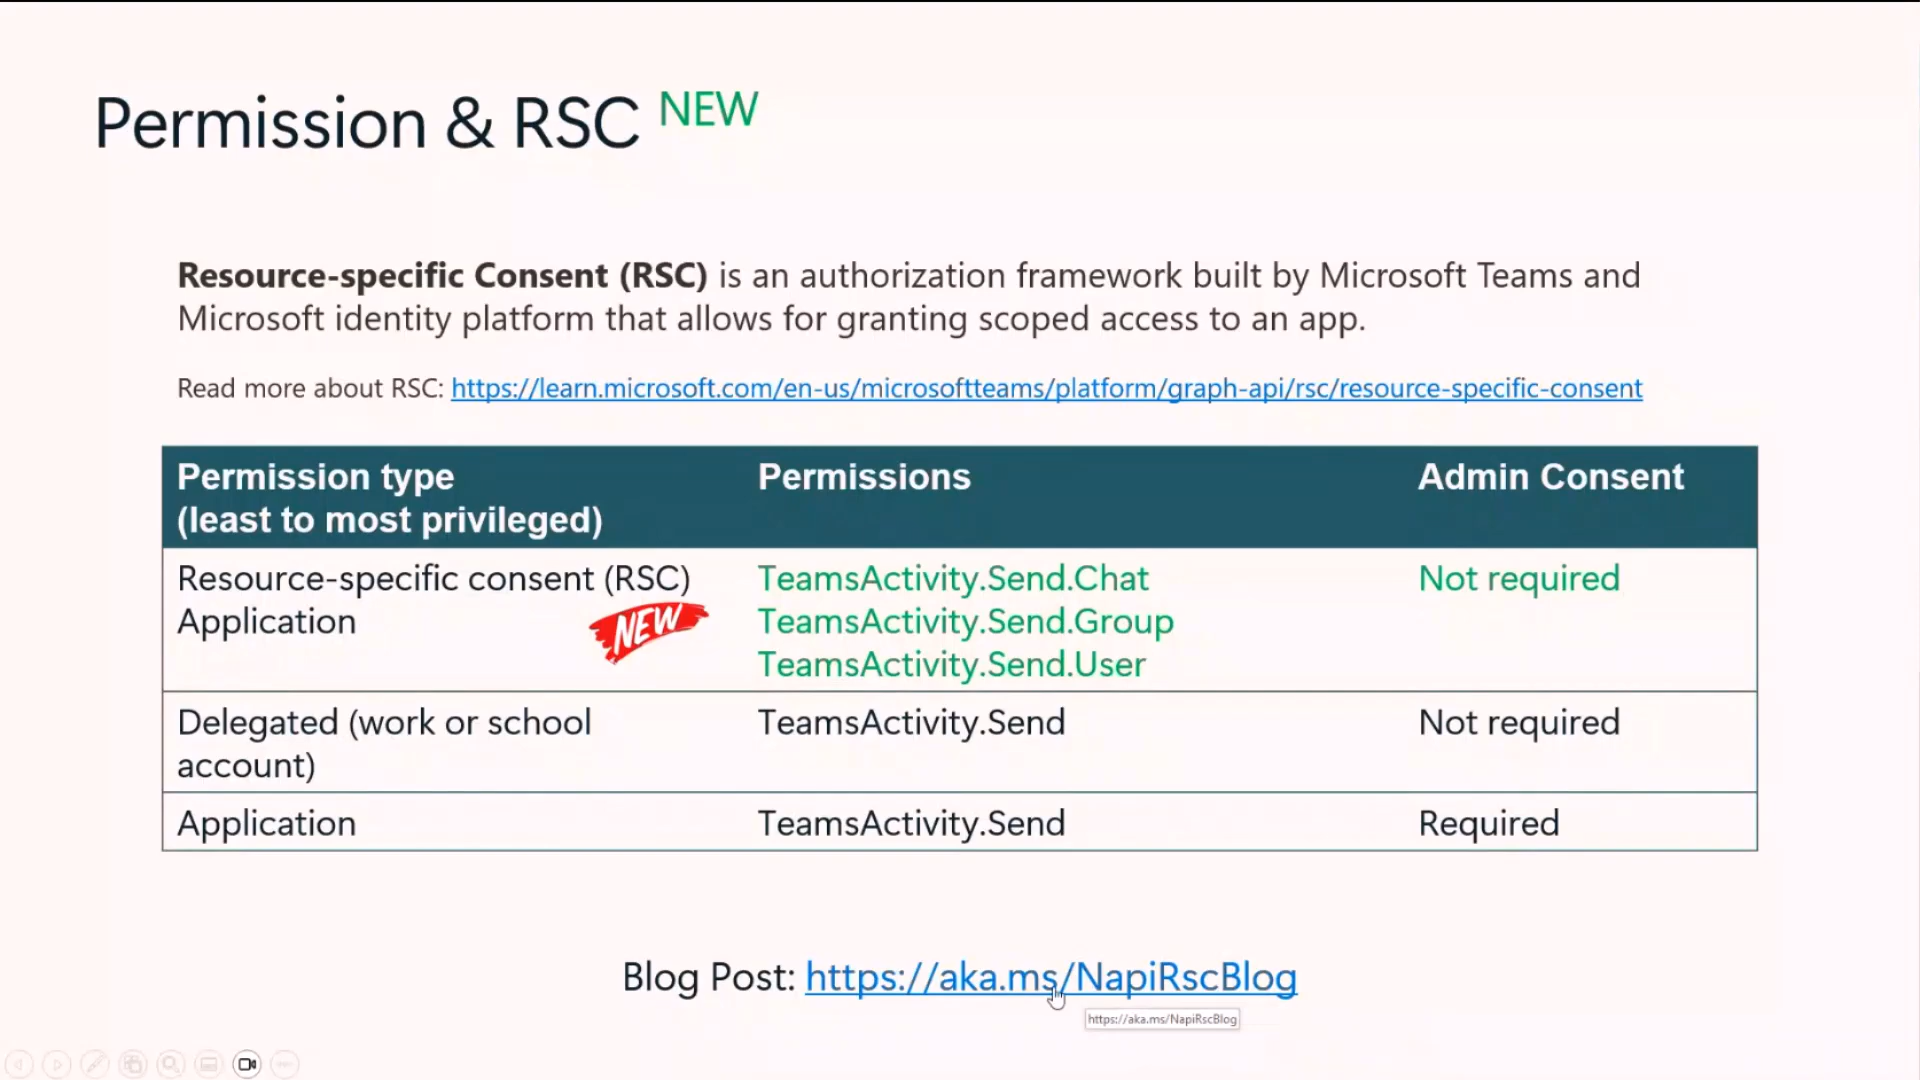 Permission & RSC NEW
Resource-specific Consent (RSC) is an authorization framework built by Microsoft Teams and
Microsoft identity platform that allows for granting scoped access to an app.
Read more about RSC: https://learn.microsoft.com/en-us/microsoftteams/platform/graph-api/rsc/resource-specific-consent
Permission type
(least to most privileged)
Permissions
Admin Consent
Resource-specific consent (RSC)
Application
NEW
TeamsActivity.Send.Chat
TeamsActivity.Send.Group
TeamsActivity.Send.User
Not required
Delegated (work or school
account)
TeamsActivity.Send
Not required
Application
TeamsActivity.Send
Required
Blog Post: https://aka.ms/NapiRscBlog
https://aka.ms/NapiRscBlog